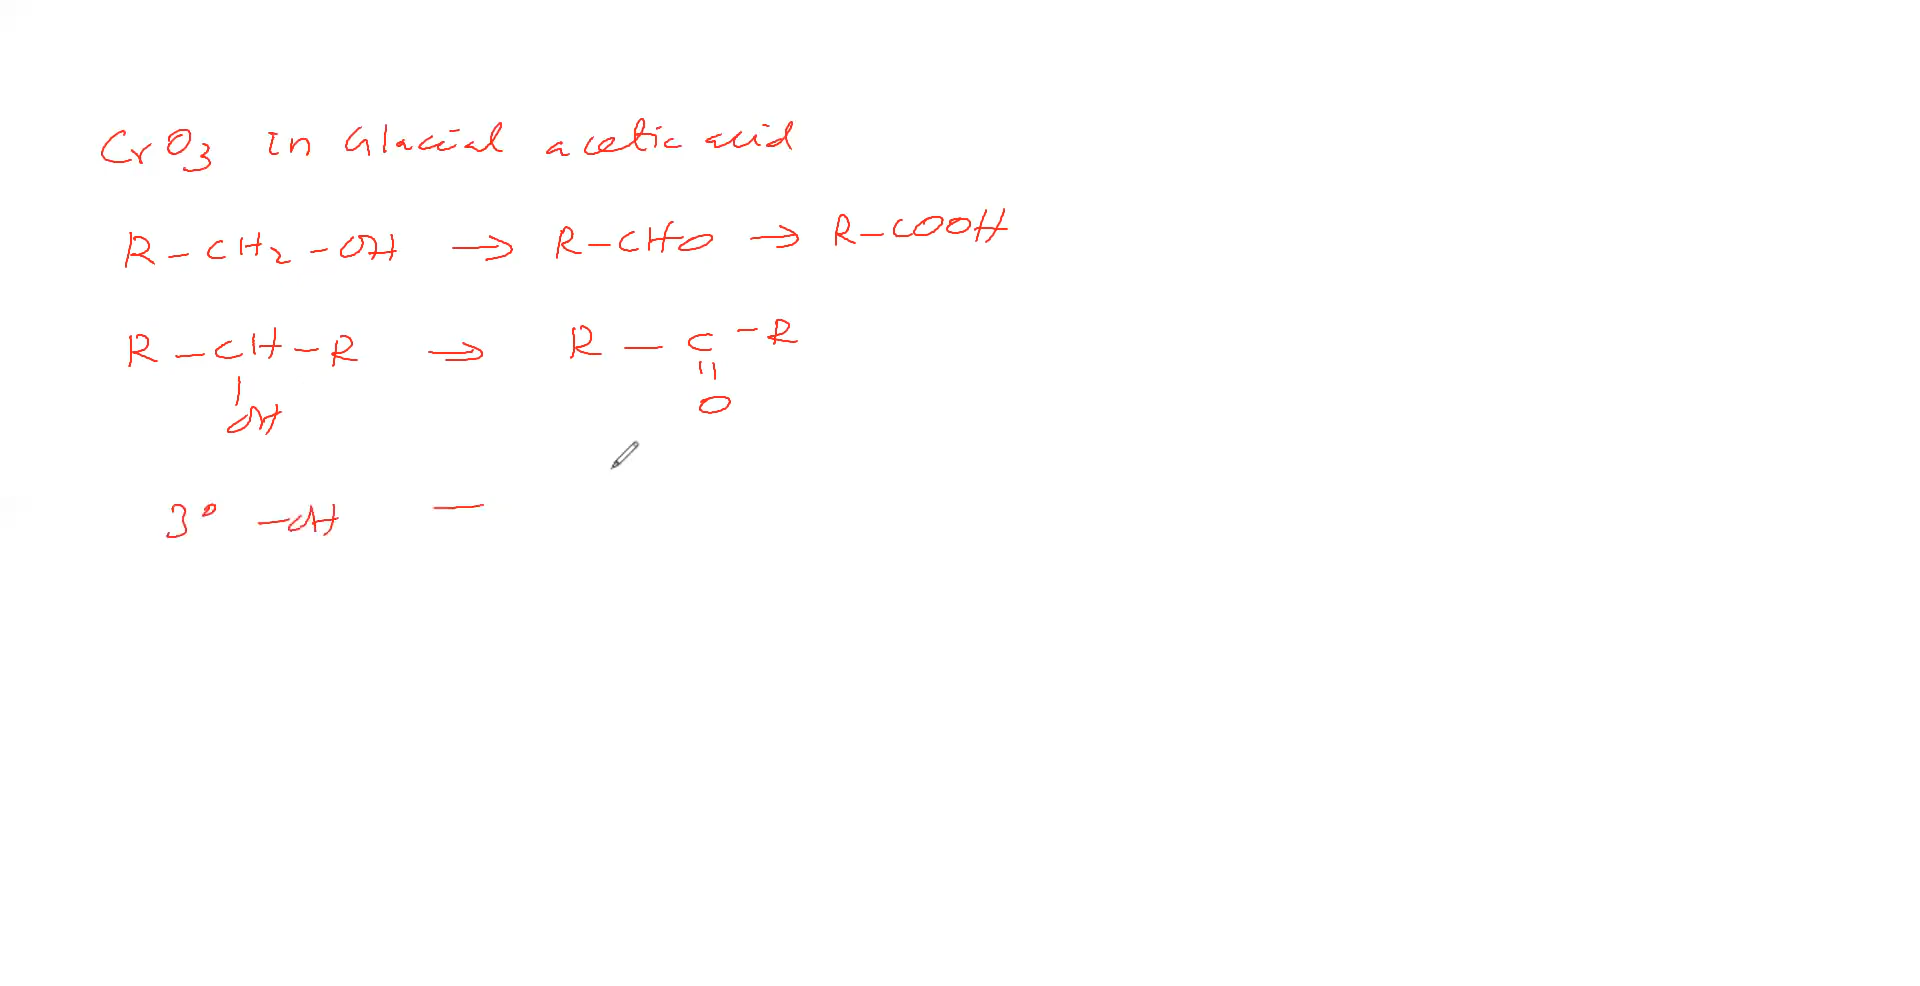 CrO3 in Glacial acetic acid
R - CH2 - OH → R - CHO → R - COOH
R - CH - R → R - C - R
OH O
3° - OH —